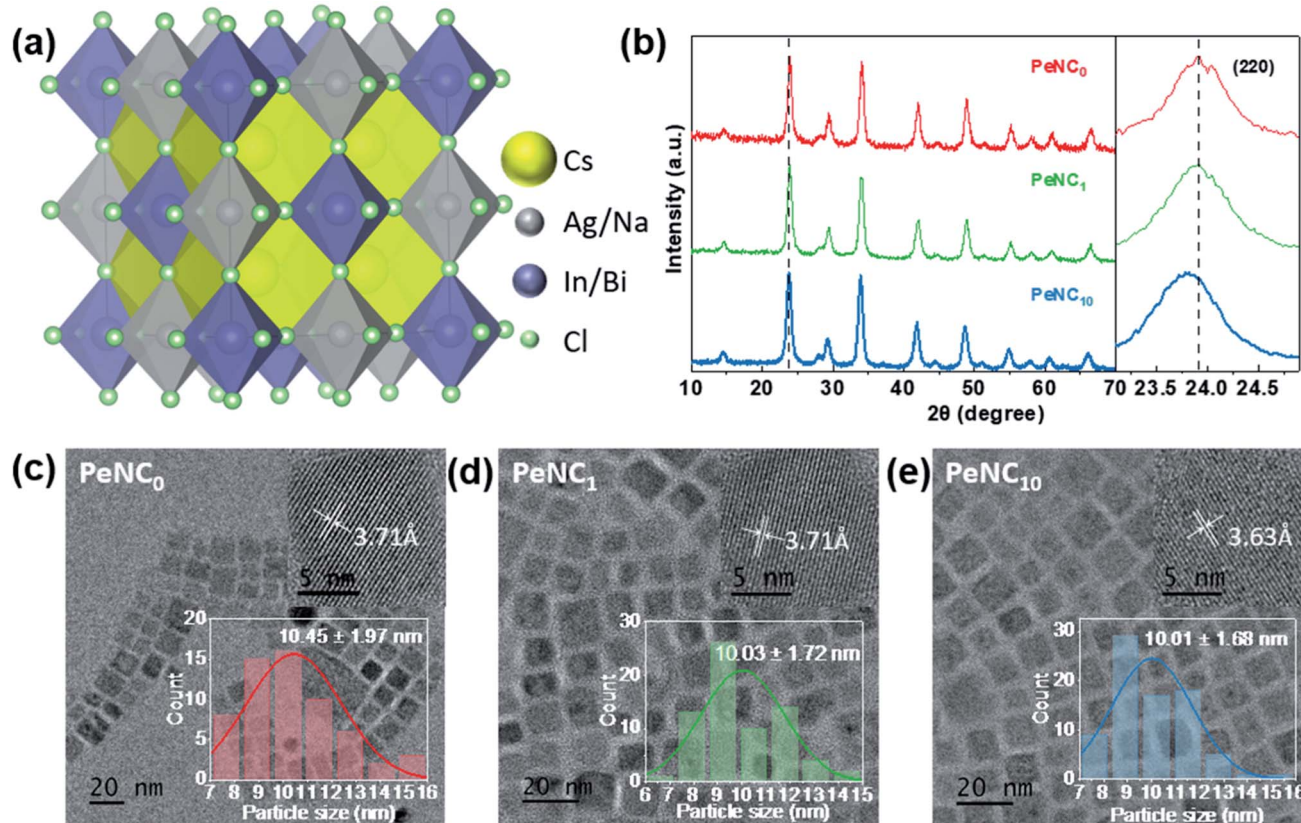 (a)
Cs
Ag/Na
In/Bi
Cl
(b)
Intensity (a.u.)
PeNC0
PeNC1
PeNC10
(220)
10 20 30 40 50 60 70 23.5 24.0 24.5
2θ (degree)
(c)
PeNC0
3.71Å
5 nm
20
15
10
5
0
Count
10.45 ± 1.97 nm
7 8 9 10 11 12 13 14 15 16
Particle size (nm)
20 nm
(d)
PeNC1
3.71Å
5 nm
30
20
10
0
Count
10.03 ± 1.72 nm
6 7 8 9 10 11 12 13 14 15
Particle size (nm)
20 nm
(e)
PeNC10
3.63Å
5 nm
30
20
10
0
Count
10.01 ± 1.68 nm
7 8 9 10 11 12 13 14 15 16
Particle size (nm)
20 nm